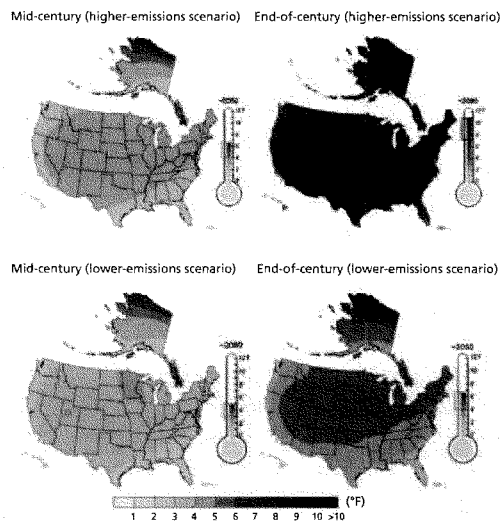 Mid-century (higher-emissions scenario)
End-of-century (higher-emissions scenario)
Mid-century (lower-emissions scenario)
End-of-century (lower-emissions scenario)
(°F)
1 2 3 4 5 6 7 8 9 10 >10